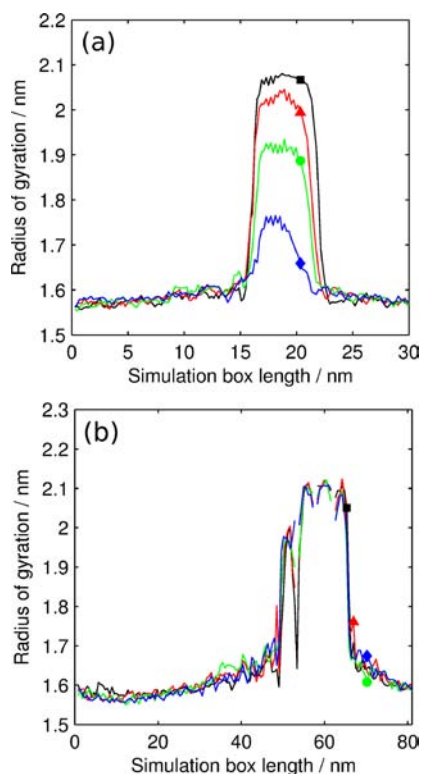 (a)
Radius of gyration / nm
2.2
2.1
2
1.9
1.8
1.7
1.6
1.5
0 5 10 15 20 25 30
Simulation box length / nm
(b)
Radius of gyration / nm
2.3
2.2
2.1
2
1.9
1.8
1.7
1.6
1.5
0 20 40 60 80
Simulation box length / nm